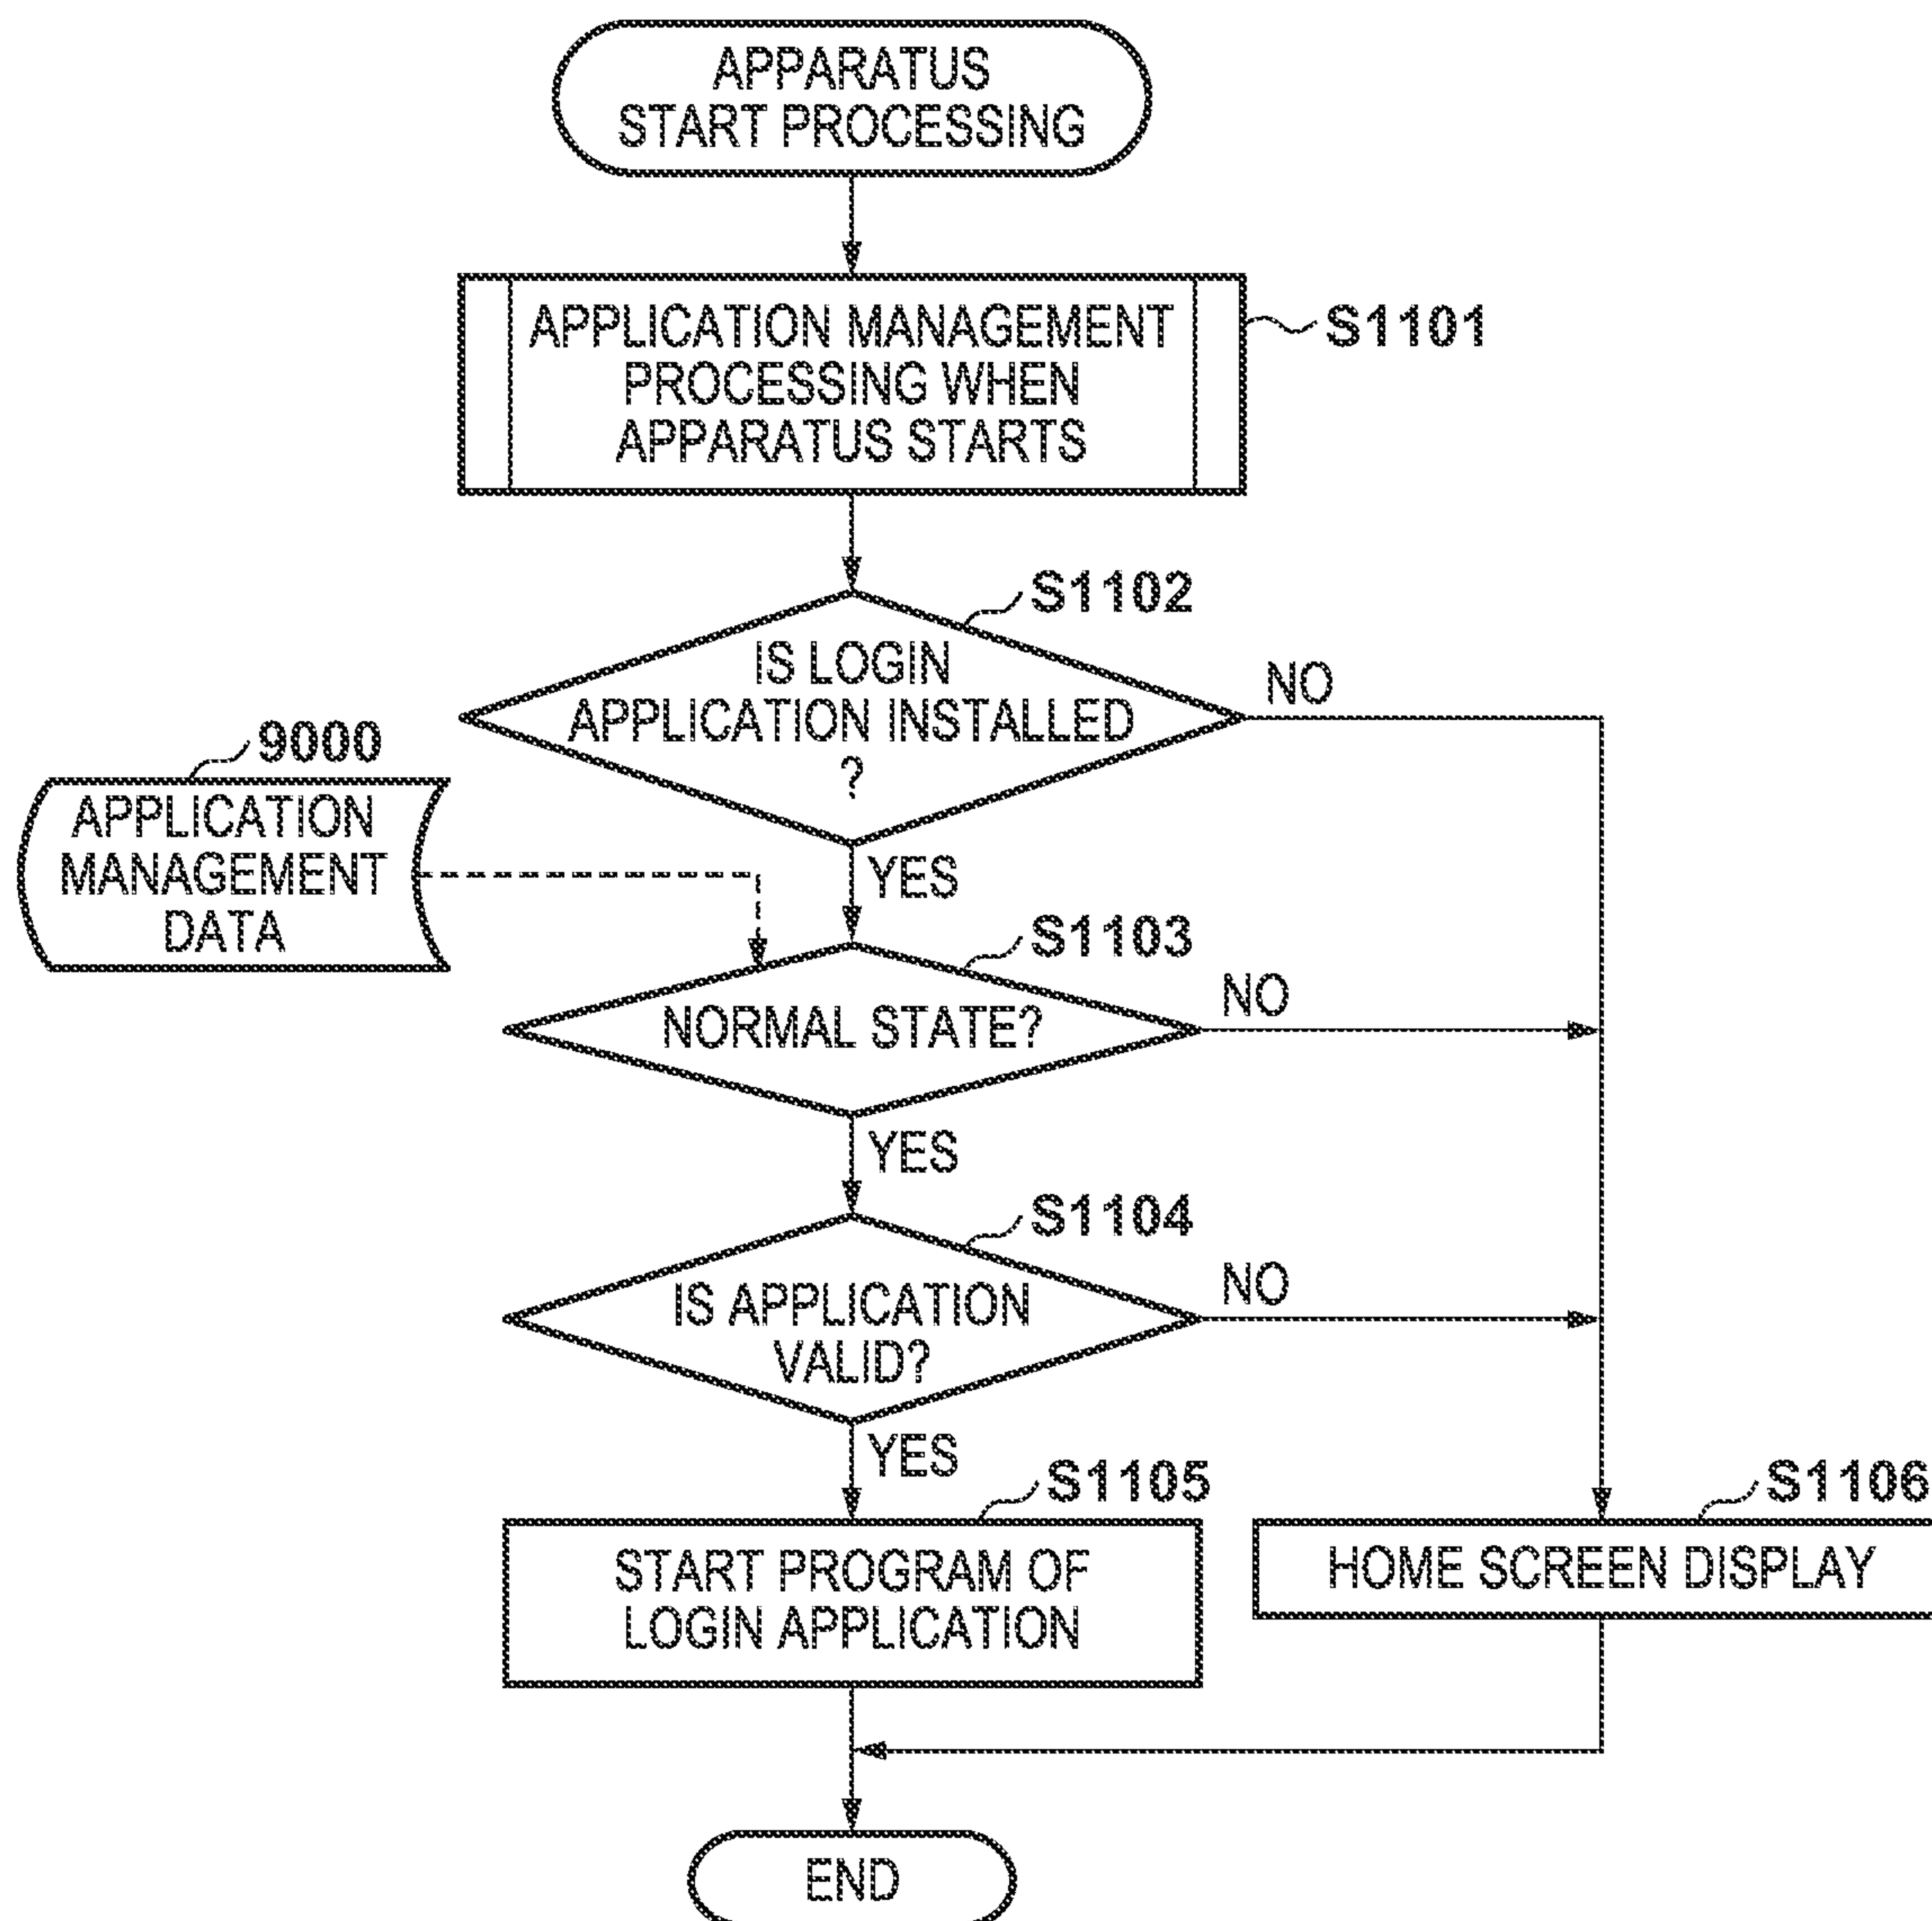 APPARATUS
START PROCESSING
APPLICATION MANAGEMENT
PROCESSING WHEN
APPARATUS STARTS
S1101
S1102
IS LOGIN
APPLICATION INSTALLED
?
NO
9000
APPLICATION
MANAGEMENT
DATA
YES
S1103
NORMAL STATE?
NO
YES
S1104
IS APPLICATION
VALID?
NO
YES
S1105
START PROGRAM OF
LOGIN APPLICATION
S1106
HOME SCREEN DISPLAY
END